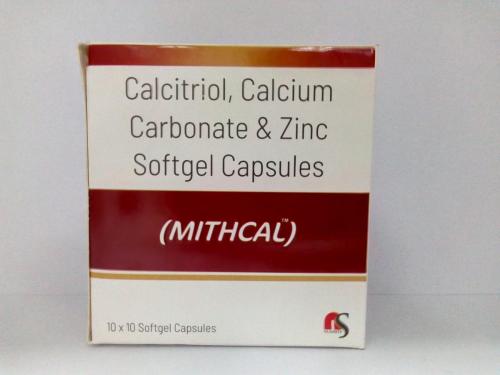 Calcitriol, Calcium
Carbonate & Zinc
Softgel Capsules
(MITHCAL™)
10 x 10 Softgel Capsules